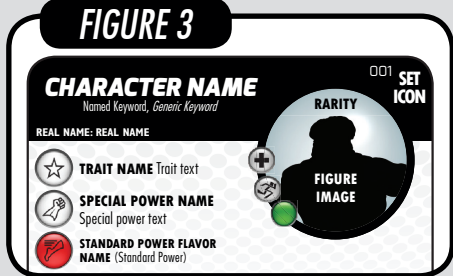 FIGURE 3
CHARACTER NAME
Named Keyword, Generic Keyword
REAL NAME: REAL NAME
001 SET
ICON
RARITY
FIGURE
IMAGE
TRAIT NAME Trait text
SPECIAL POWER NAME
Special power text
STANDARD POWER FLAVOR
NAME (Standard Power)